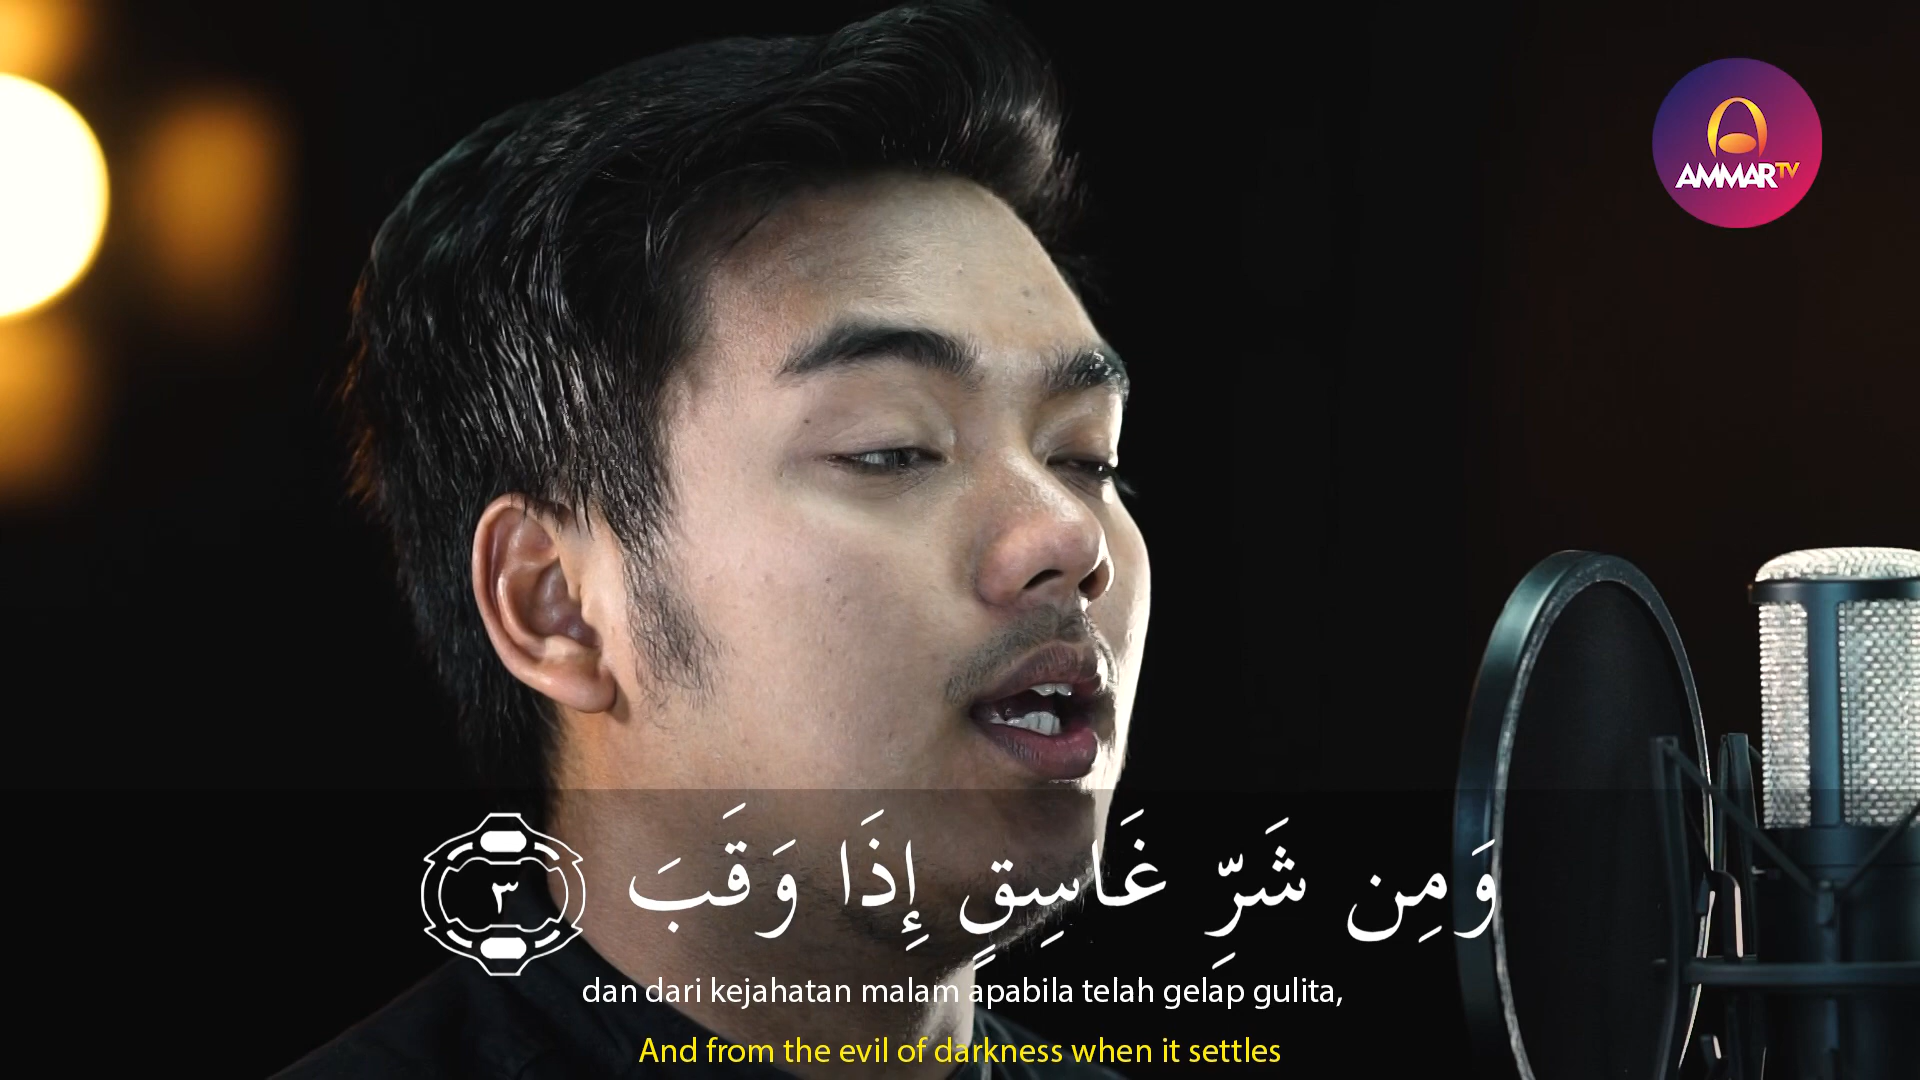 AMMARTV
وَمِن شَرِّ غَاسِقٍ إِذَا وَقَبَ ٣
dan dari kejahatan malam apabila telah gelap gulita,
And from the evil of darkness when it settles